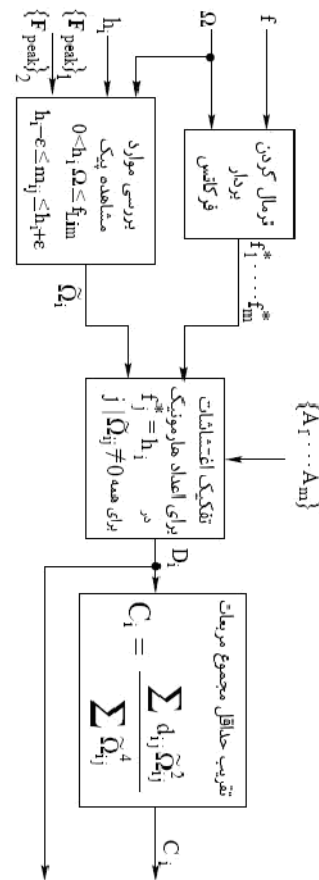 f
Ω
h_i
{F_peak}_1
{F_peak}_2
نرمال کردن
بردار
فرکانس
f_1^* . . . . f_m^*
بررسی موارد
مشاهده پیک
0<h_i Ω≤f_Lim
h_i−ε≤m_ij≤h_i+ε
Ω̃_i
{A_1 · · · A_m}
تفکیک اغتشاشات
برای اعداد هارمونیک
f_j^* = h_i
در
برای همه j | Ω̃_ij ≠0
D_i
تقریب حداقل مجموع مربعات
C_i = ∑ d_ij Ω̃_ij^2 / ∑ Ω̃_ij^4
C_i